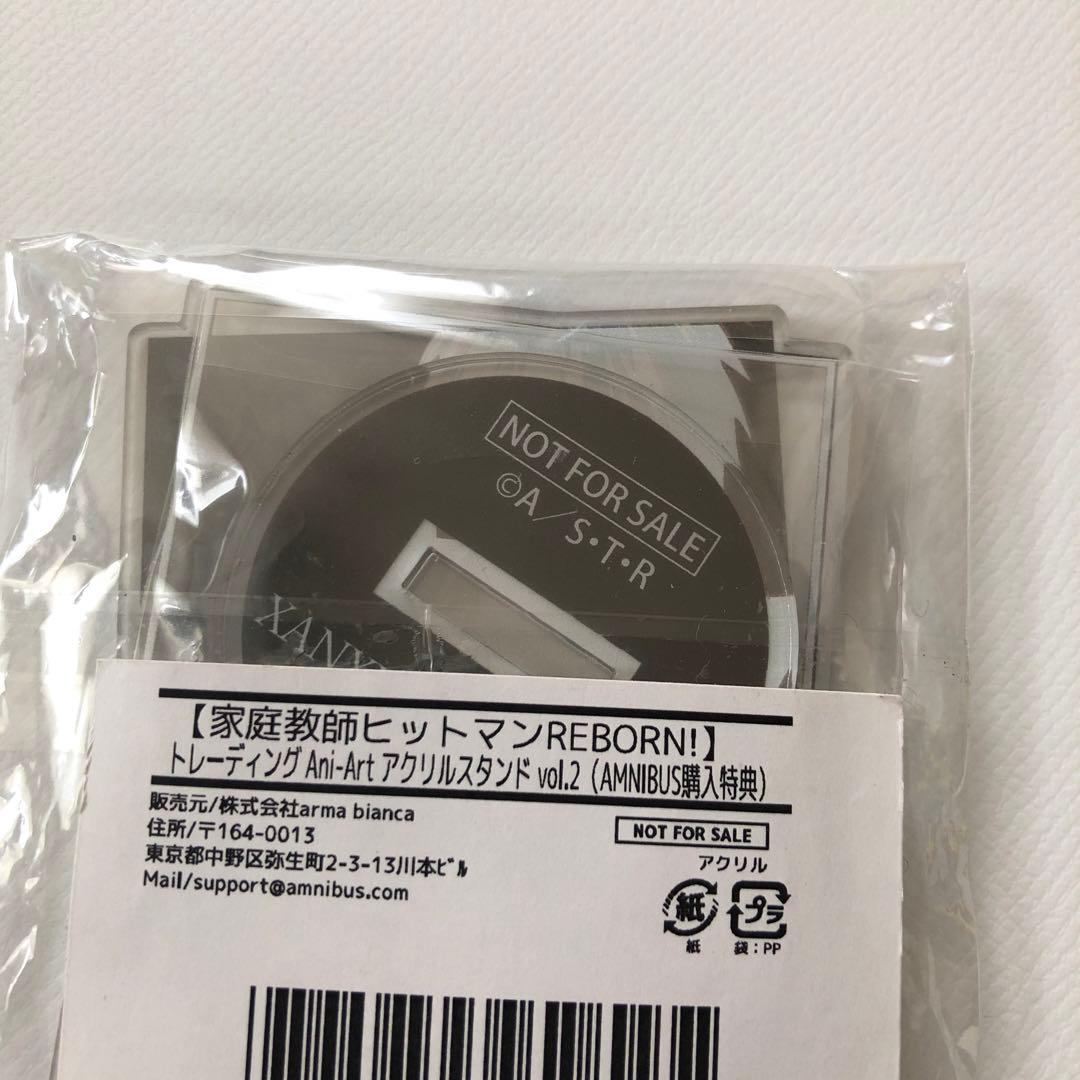 NOT FOR SALE
©A／S・T・R
【家庭教師ヒットマンREBORN!】
トレーディング Ani-Art アクリルスタンド vol.2（AMNIBUS購入特典）
販売元/株式会社arma bianca
住所/〒164-0013
東京都中野区弥生町2-3-13川本ビル
Mail/support@amnibus.com
NOT FOR SALE
アクリル
紙 プラ
紙 袋：PP